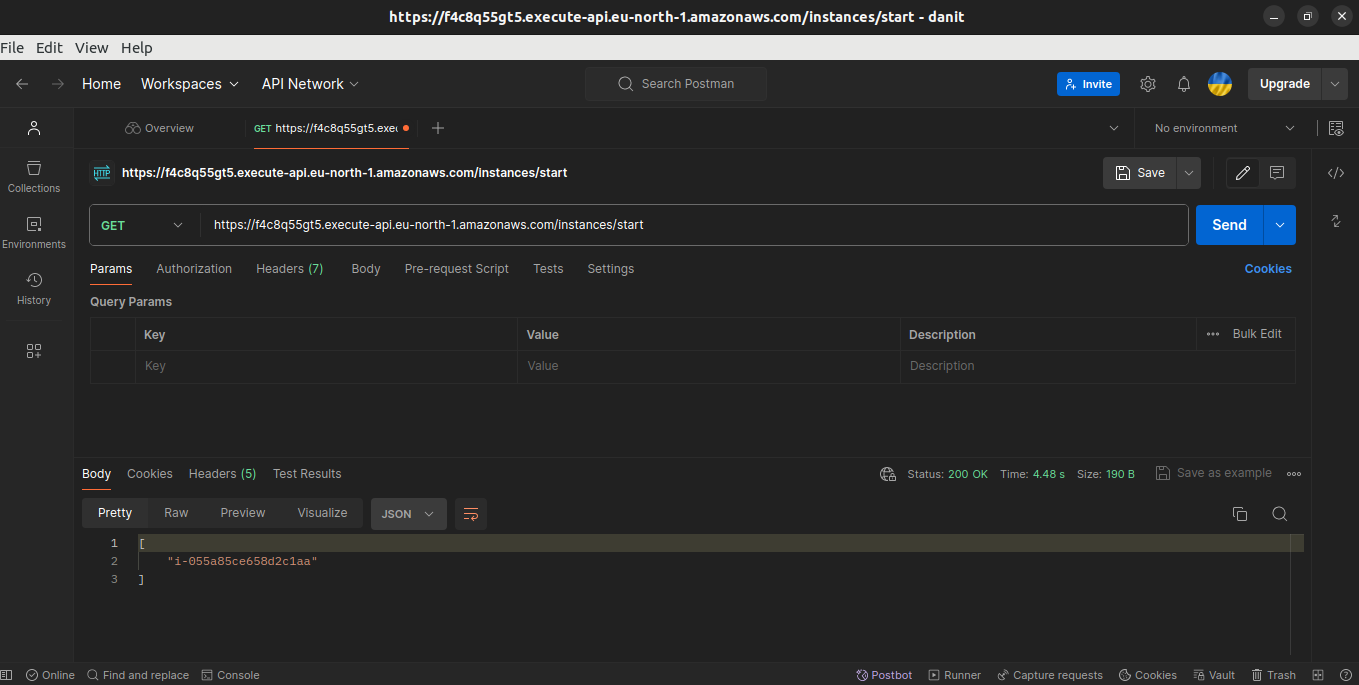 https://f4c8q55gt5.execute-api.eu-north-1.amazonaws.com/instances/start - danit
File Edit View Help
Home Workspaces API Network Search Postman Invite Upgrade
Overview GET https://f4c8q55gt5.exec No environment
HTTP https://f4c8q55gt5.execute-api.eu-north-1.amazonaws.com/instances/start Save
Collections
GET https://f4c8q55gt5.execute-api.eu-north-1.amazonaws.com/instances/start Send
Environments
Params Authorization Headers (7) Body Pre-request Script Tests Settings Cookies
History
Query Params
Key Value Description Bulk Edit
Key Value Description
Body Cookies Headers (5) Test Results Status: 200 OK Time: 4.48 s Size: 190 B Save as example
Pretty Raw Preview Visualize JSON
1 [
2 "i-055a85ce658d2c1aa"
3 ]
Online Find and replace Console Postbot Runner Capture requests Cookies Vault Trash